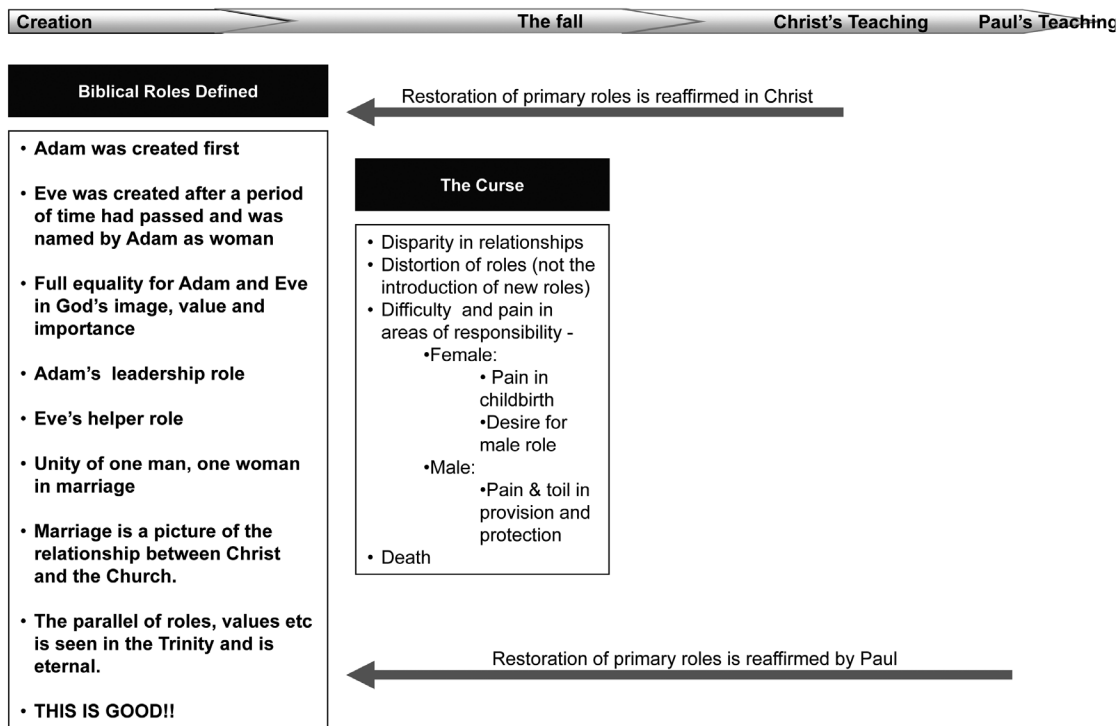 Creation
The fall
Christ's Teaching
Paul's Teaching
Biblical Roles Defined
• Adam was created first
• Eve was created after a period
of time had passed and was
named by Adam as woman
• Full equality for Adam and Eve
in God's image, value and
importance
• Adam's leadership role
• Eve's helper role
• Unity of one man, one woman
in marriage
• Marriage is a picture of the
relationship between Christ
and the Church.
• The parallel of roles, values etc
is seen in the Trinity and is
eternal.
• THIS IS GOOD!!
Restoration of primary roles is reaffirmed in Christ
The Curse
• Disparity in relationships
• Distortion of roles (not the
introduction of new roles)
• Difficulty and pain in
areas of responsibility -
•Female:
• Pain in
childbirth
•Desire for
male role
•Male:
•Pain & toil in
provision and
protection
• Death
Restoration of primary roles is reaffirmed by Paul